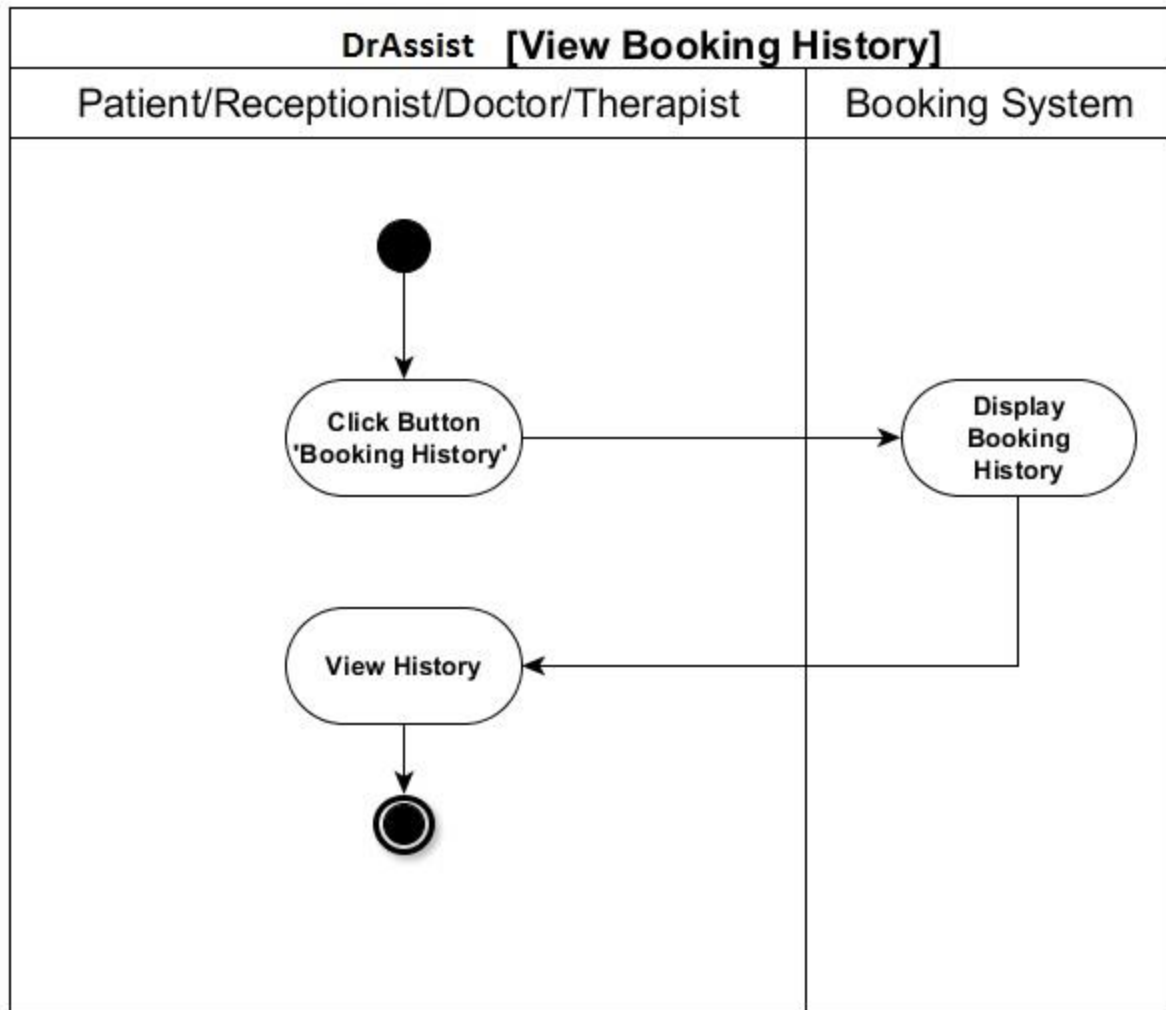 DrAssist [View Booking History]
Patient/Receptionist/Doctor/Therapist
Booking System
Click Button
'Booking History'
Display
Booking
History
View History